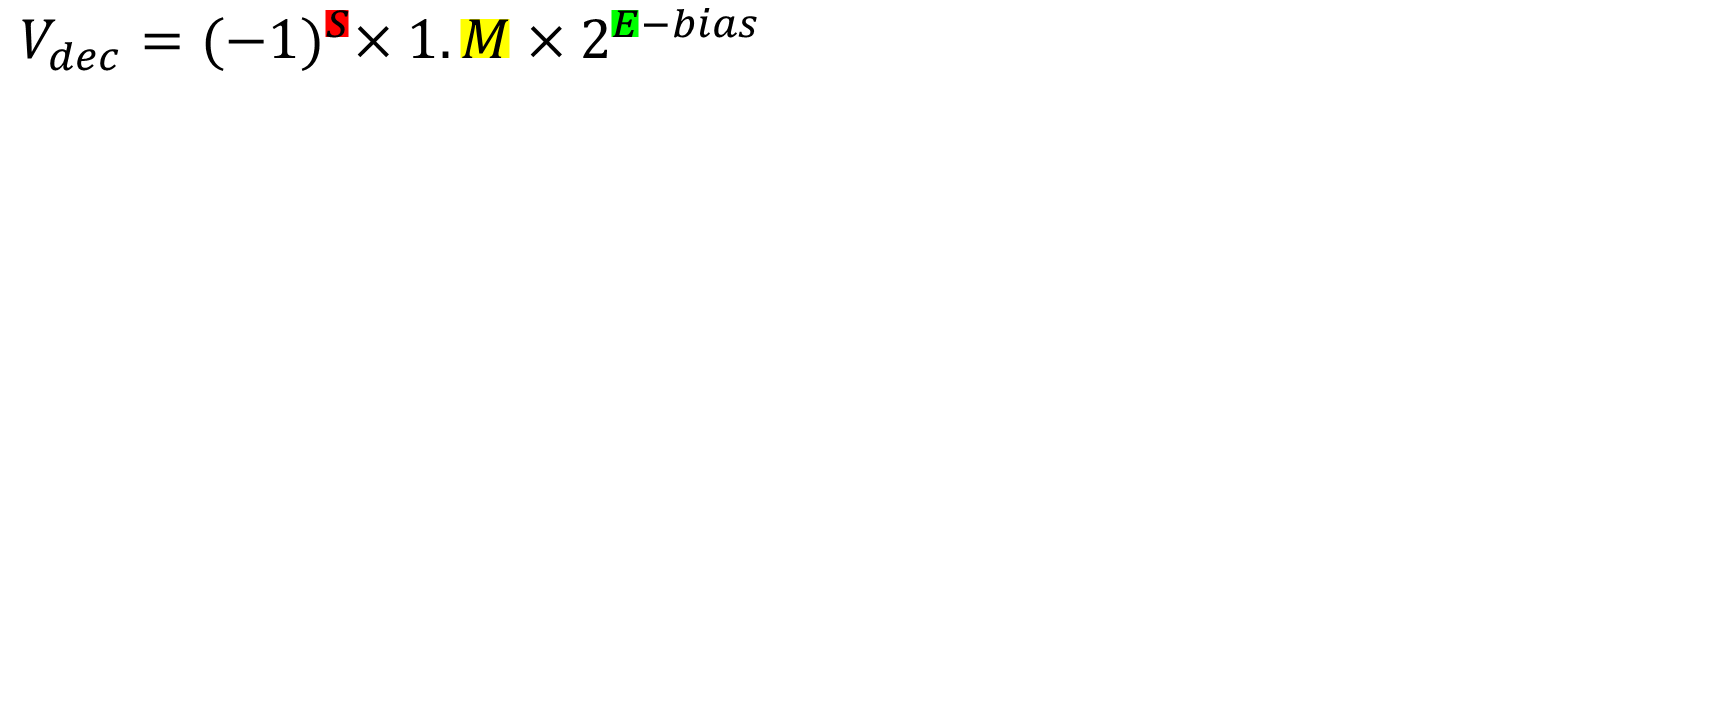 V_dec = (−1)^S × 1. M × 2^E−bias